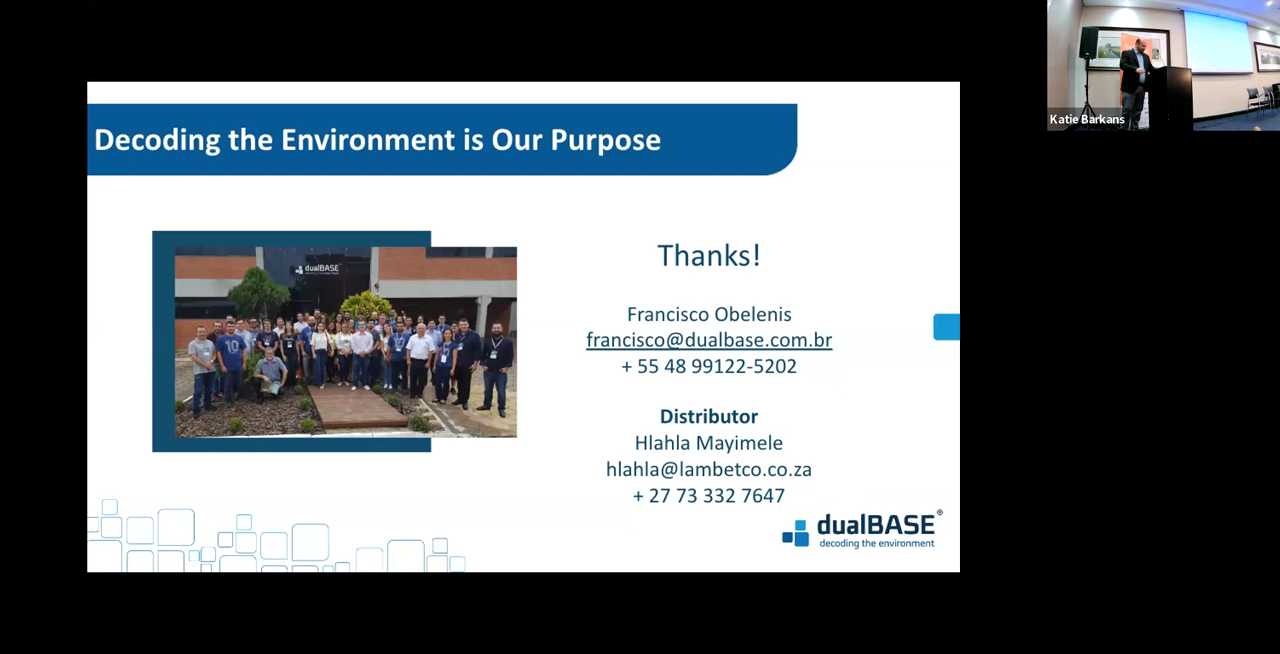 Decoding the Environment is Our Purpose
dualBASE
Thanks!
Francisco Obelenis
francisco@dualbase.com.br
+ 55 48 99122-5202
Distributor
Hlahla Mayimele
hlahla@lambetco.co.za
+ 27 73 332 7647
dualBASE®
decoding the environment
Katie Barkans